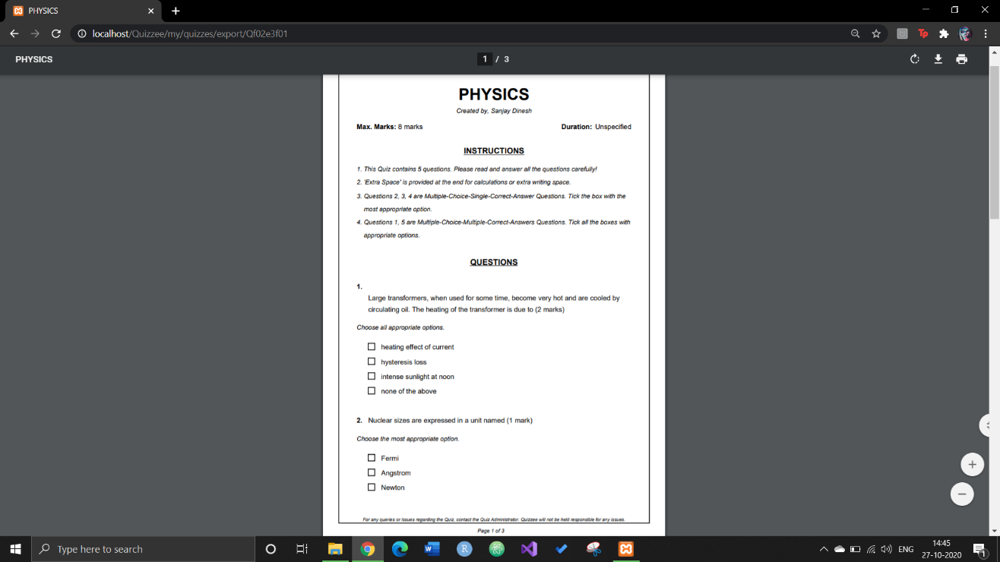 PHYSICS
localhost/Quizzee/my/quizzes/export/Qf02e3f01
Tp
PHYSICS
1 / 3
PHYSICS
Created by, Sanjay Dinesh
Max. Marks: 8 marks Duration: Unspecified
INSTRUCTIONS
1. This Quiz contains 5 questions. Please read and answer all the questions carefully!
2. 'Extra Space' is provided at the end for calculations or extra writing space.
3. Questions 2, 3, 4 are Multiple-Choice-Single-Correct-Answer Questions. Tick the box with the
most appropriate option.
4. Questions 1, 5 are Multiple-Choice-Multiple-Correct-Answers Questions. Tick all the boxes with
appropriate options.
QUESTIONS
1.
Large transformers, when used for some time, become very hot and are cooled by
circulating oil. The heating of the transformer is due to (2 marks)
Choose all appropriate options.
heating effect of current
hysteresis loss
intense sunlight at noon
none of the above
2. Nuclear sizes are expressed in a unit named (1 mark)
Choose the most appropriate option.
Fermi
Angstrom
Newton
For any queries or issues regarding the Quiz, contact the Quiz Administrator. Quizzee will not be held responsible for any issues.
Page 1 of 3
Type here to search
W
R
ENG
14:45
27-10-2020
1